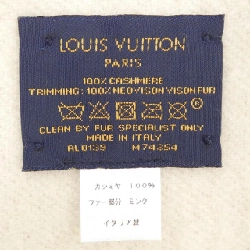 LOUIS VUITTON
PARIS
100% CASHMERE
TRIMMING: 100% NEOVISON VISON FUR
CLEAN BY FUR SPECIALIST ONLY
MADE IN ITALY
AL0139 M74354
カシミヤ 100%
ファー部分 ミンク
イタリア製